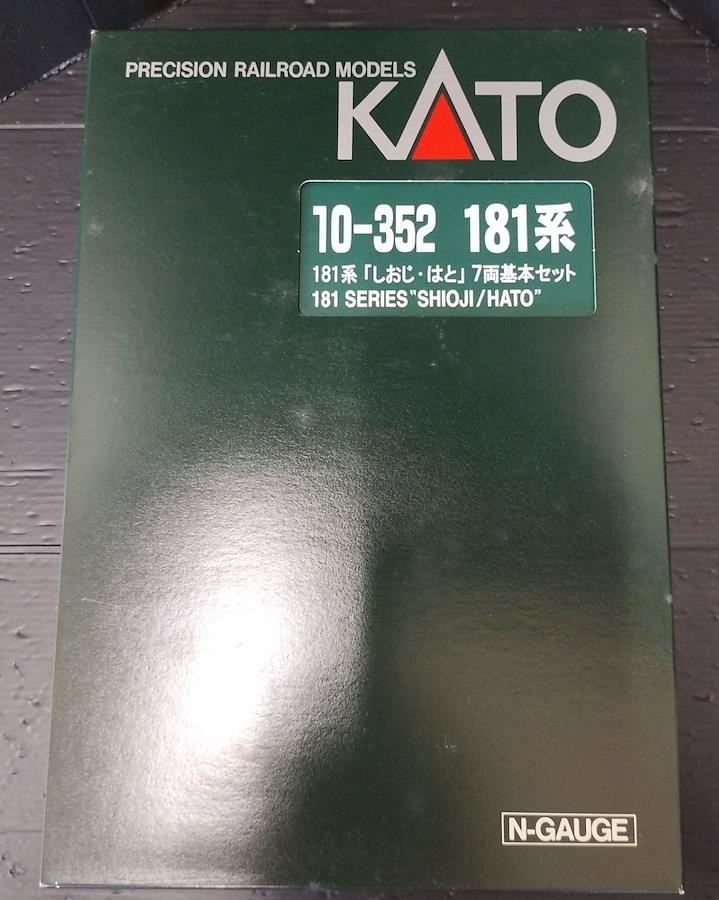 PRECISION RAILROAD MODELS
KATO
10-352 181系
181系「しおじ・はと」7両基本セット
181 SERIES "SHIOJI/HATO"
N-GAUGE